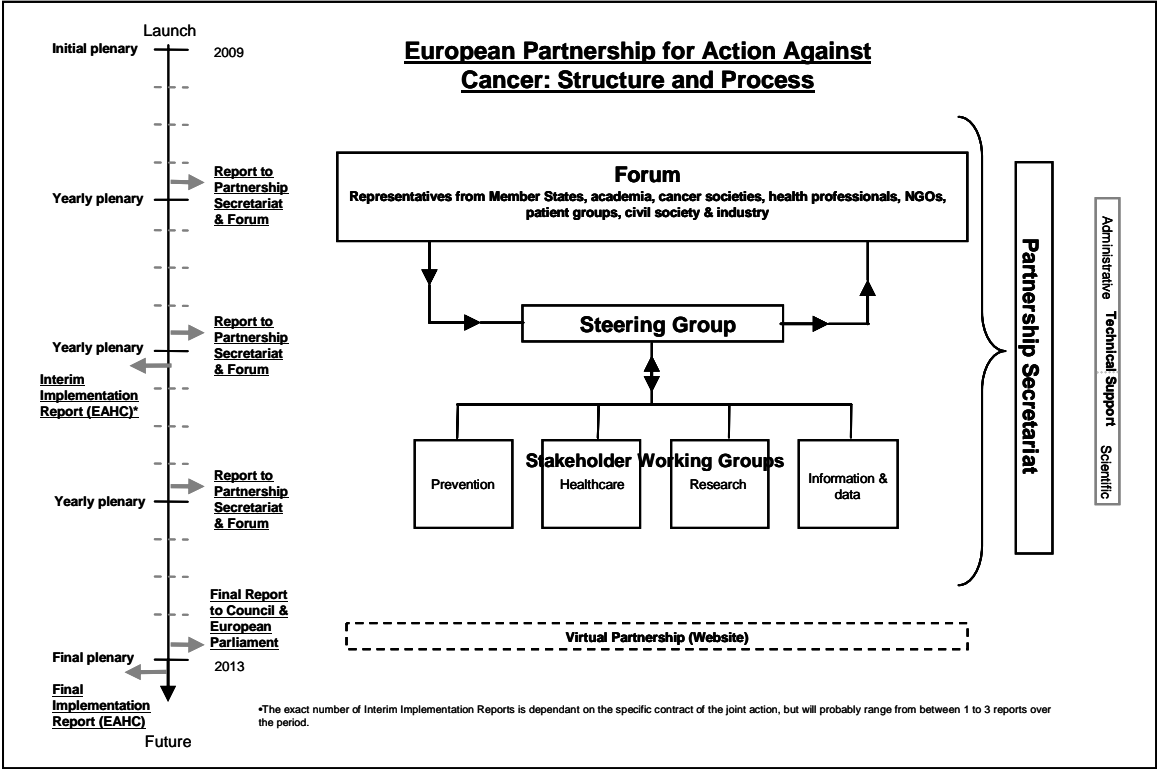 Launch
Initial plenary
2009
European Partnership for Action Against
Cancer: Structure and Process
Report to
Partnership
Secretariat
& Forum
Yearly plenary
Forum
Representatives from Member States, academia, cancer societies, health professionals, NGOs,
patient groups, civil society & industry
Steering Group
Report to
Partnership
Secretariat
& Forum
Yearly plenary
Interim
Implementation
Report (EAHC)*
Stakeholder Working Groups
Prevention
Healthcare
Research
Information &
data
Report to
Partnership
Secretariat
& Forum
Yearly plenary
Partnership Secretariat
Administrative Technical Support Scientific
Final Report
to Council &
European
Parliament
Virtual Partnership (Website)
Final plenary
2013
Final
Implementation
Report (EAHC)
Future
•The exact number of Interim Implementation Reports is dependant on the specific contract of the joint action, but will probably range from between 1 to 3 reports over
the period.